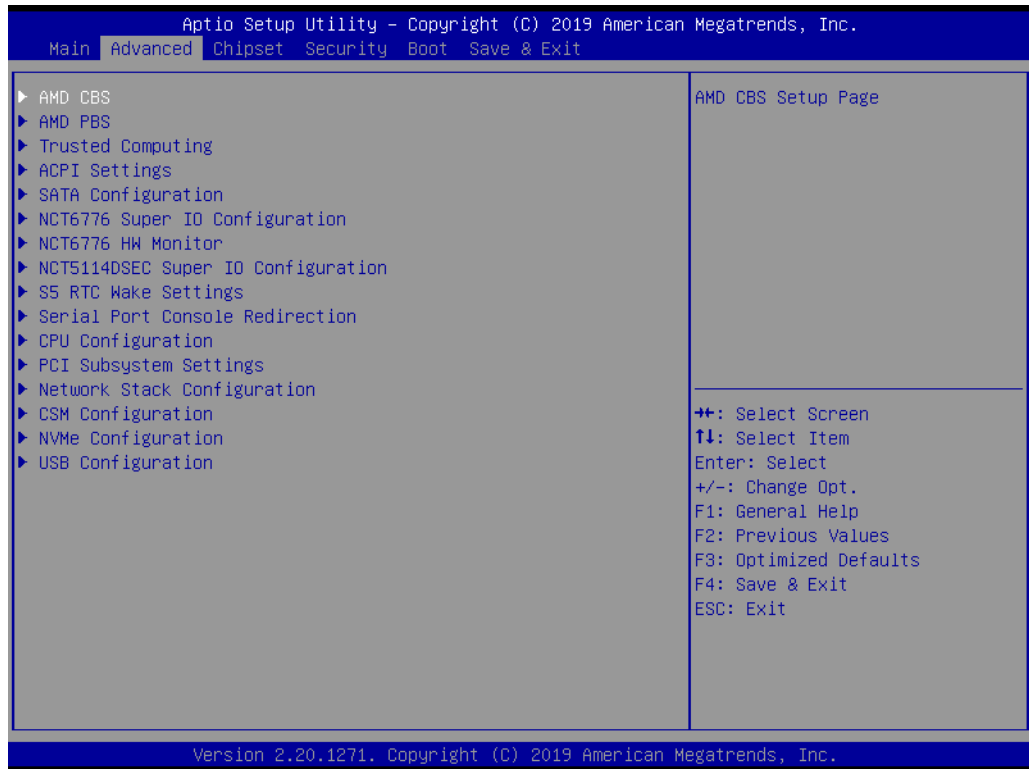 Aptio Setup Utility – Copyright (C) 2019 American Megatrends, Inc.
Main Advanced Chipset Security Boot Save & Exit
▶ AMD CBS
▶ AMD PBS
▶ Trusted Computing
▶ ACPI Settings
▶ SATA Configuration
▶ NCT6776 Super IO Configuration
▶ NCT6776 HW Monitor
▶ NCT5114DSEC Super IO Configuration
▶ S5 RTC Wake Settings
▶ Serial Port Console Redirection
▶ CPU Configuration
▶ PCI Subsystem Settings
▶ Network Stack Configuration
▶ CSM Configuration
▶ NVMe Configuration
▶ USB Configuration
AMD CBS Setup Page
→←: Select Screen
↑↓: Select Item
Enter: Select
+/-: Change Opt.
F1: General Help
F2: Previous Values
F3: Optimized Defaults
F4: Save & Exit
ESC: Exit
Version 2.20.1271. Copyright (C) 2019 American Megatrends, Inc.